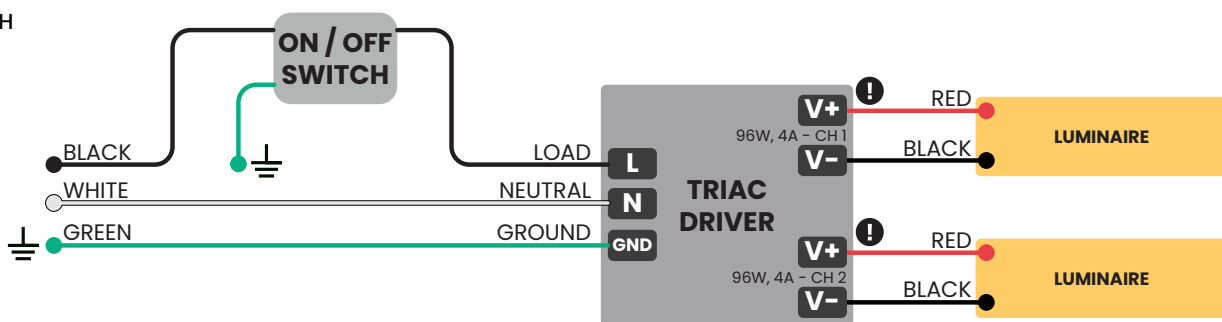 H
ON / OFF
SWITCH
BLACK
LOAD
L
WHITE
NEUTRAL
N
GREEN
GROUND
GND
TRIAC
DRIVER
V+
!
RED
96W, 4A - CH 1
V-
BLACK
LUMINAIRE
V+
!
RED
96W, 4A - CH 2
V-
BLACK
LUMINAIRE